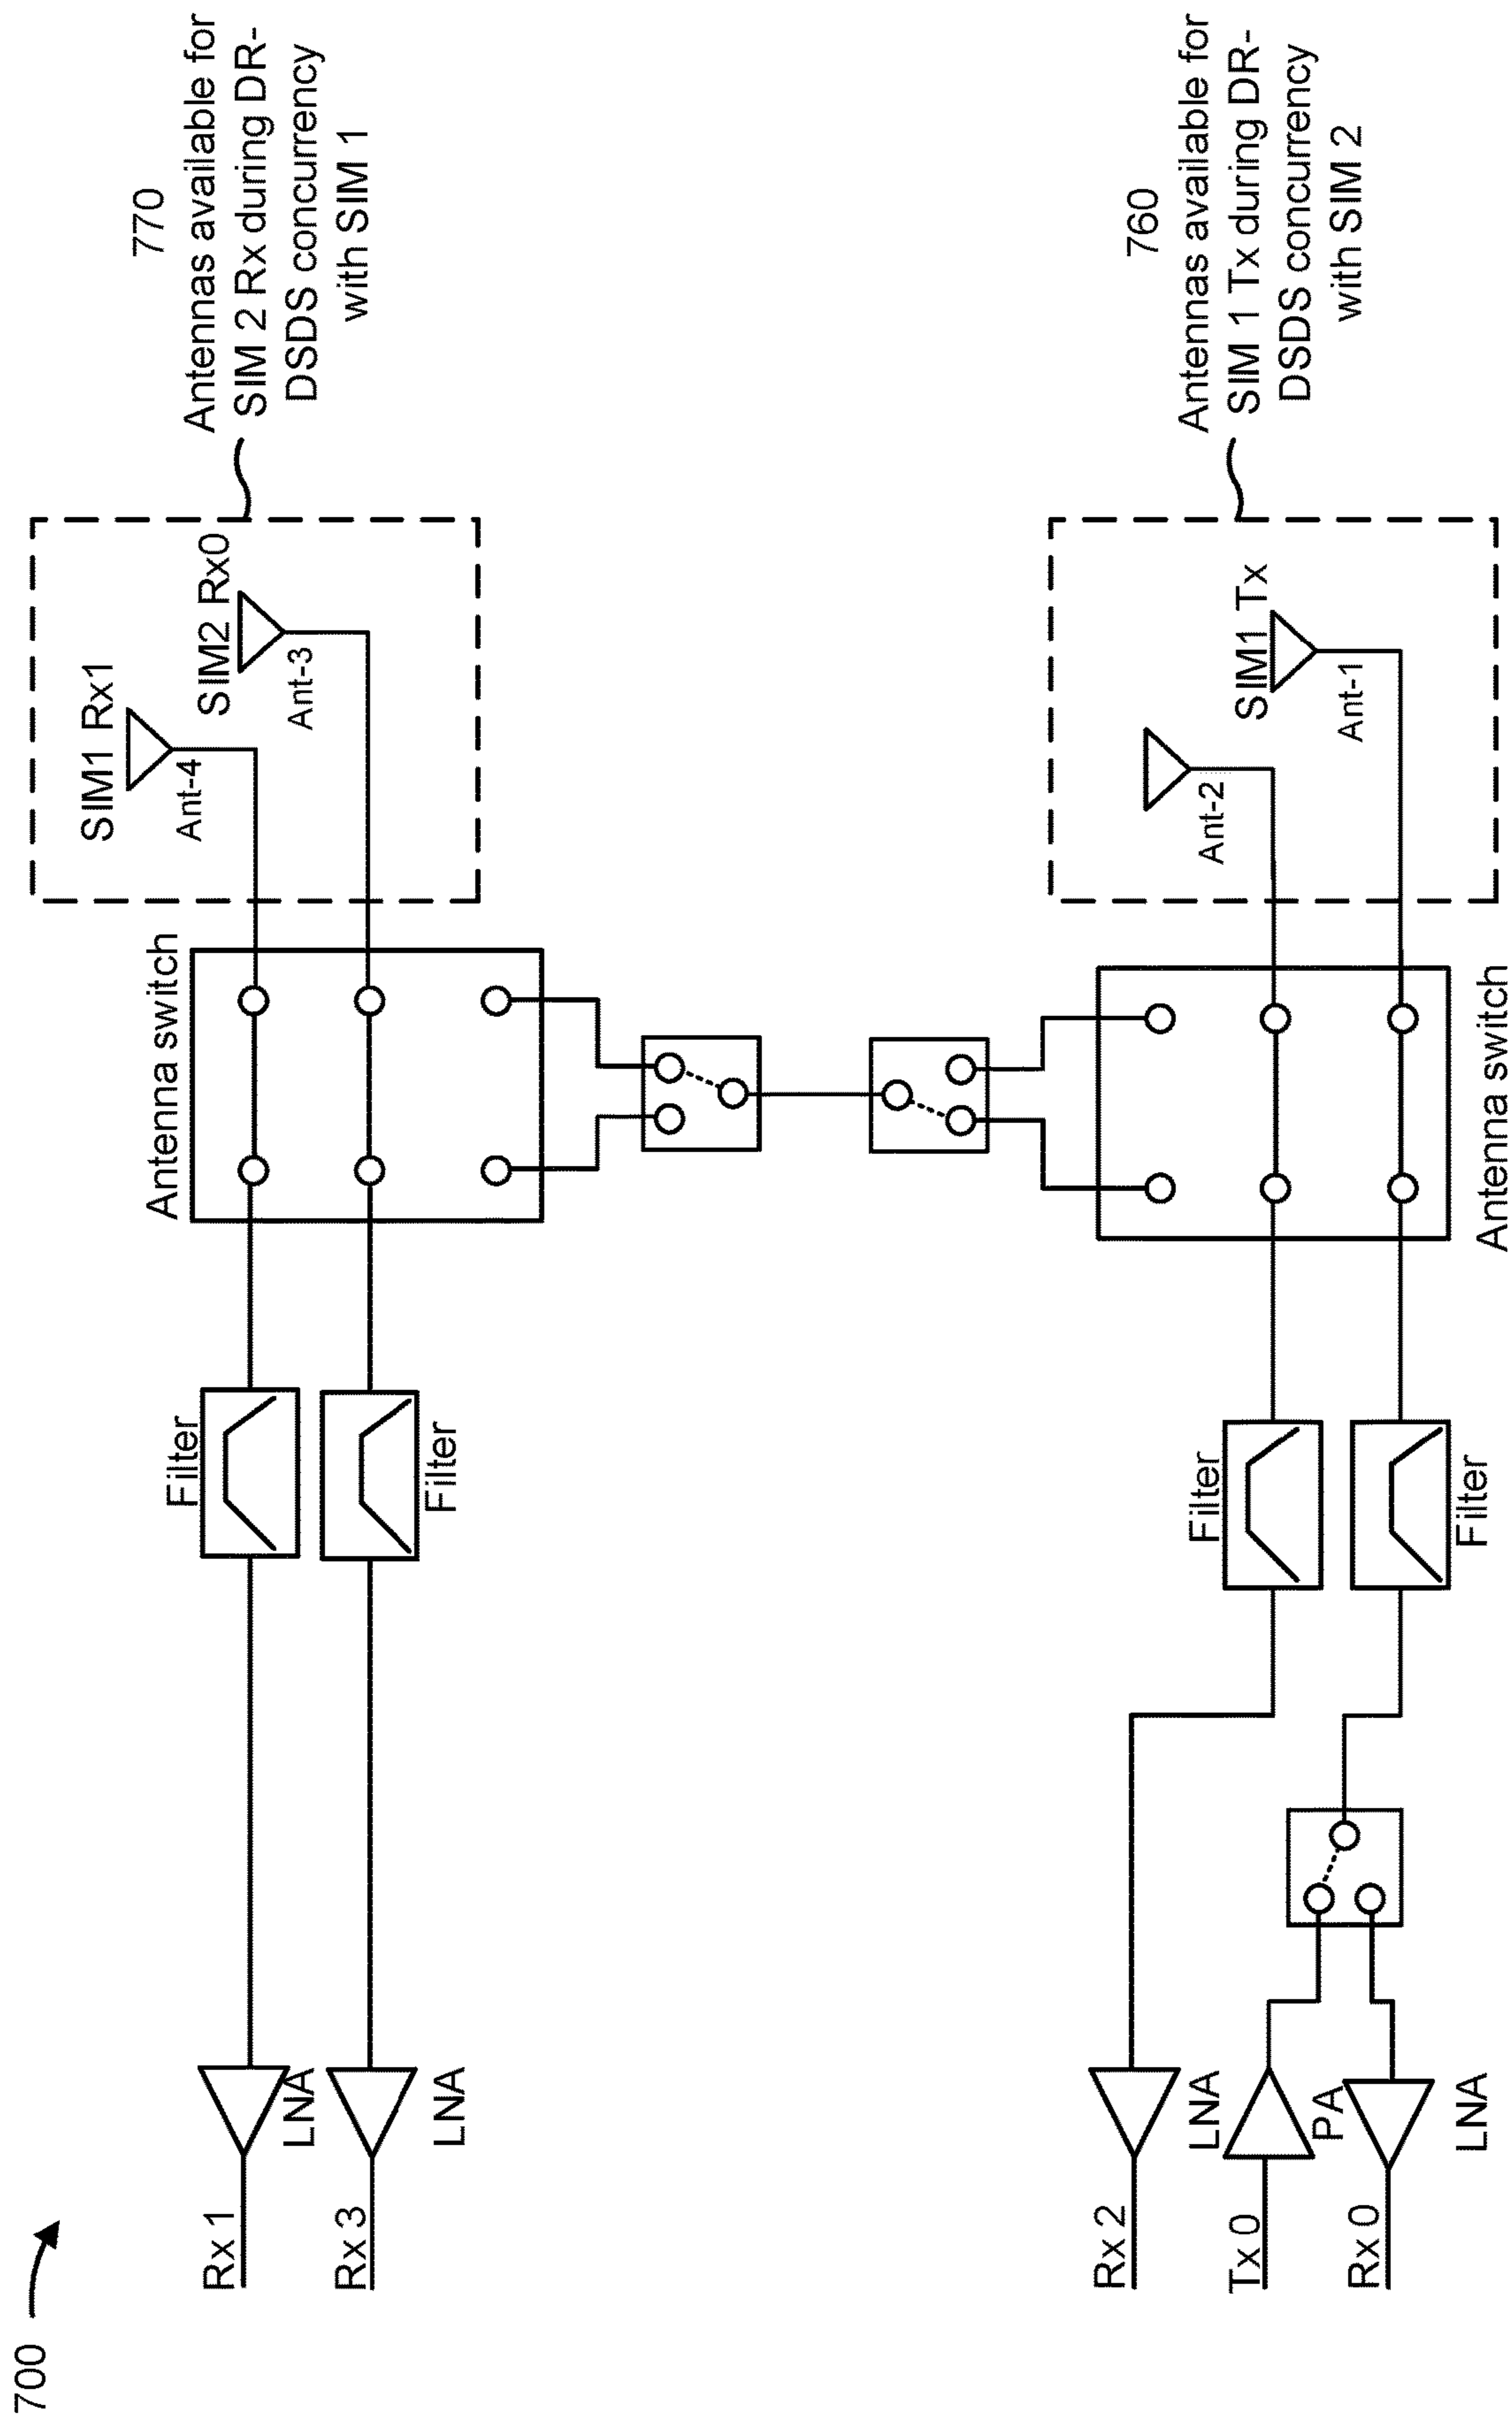 700
Rx 1
LNA
Filter
Antenna switch
SIM1 Rx1
Ant-4
770
Antennas available for
SIM 2 Rx during DR-
DSDS concurrency
with SIM 1
Rx 3
LNA
Filter
SIM2 Rx0
Ant-3
Rx 2
LNA
Filter
Ant-2
760
Antennas available for
SIM 1 Tx during DR-
DSDS concurrency
with SIM 2
Tx 0
PA
SIM1 Tx
Ant-1
Rx 0
LNA
Filter
Antenna switch